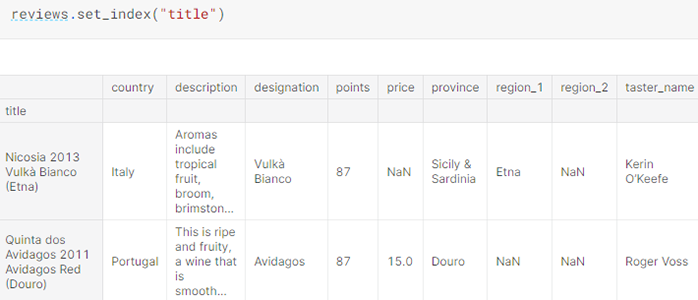 reviews.set_index("title")
country description designation points price province region_1 region_2 taster_name
title
Nicosia 2013
Vulkà Bianco
(Etna)
Italy
Aromas
include
tropical
fruit,
broom,
brimston...
Vulkà
Bianco
87
NaN
Sicily &
Sardinia
Etna
NaN
Kerin
O'Keefe
Quinta dos
Avidagos 2011
Avidagos Red
(Douro)
Portugal
This is ripe
and fruity,
a wine that
is
smooth...
Avidagos
87
15.0
Douro
NaN
NaN
Roger Voss